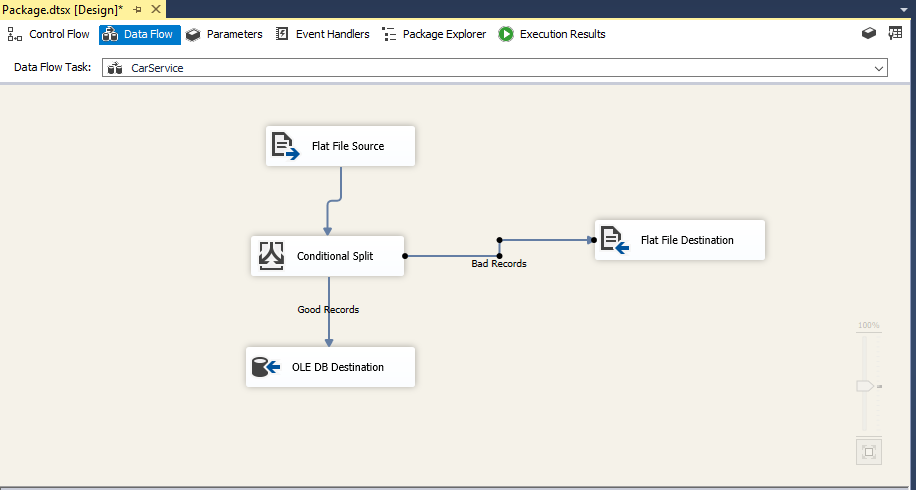 Package.dtsx [Design]*
Control Flow Data Flow Parameters Event Handlers Package Explorer Execution Results
Data Flow Task: CarService
Flat File Source
Flat File Destination
Conditional Split
Bad Records
Good Records
100%
OLE DB Destination